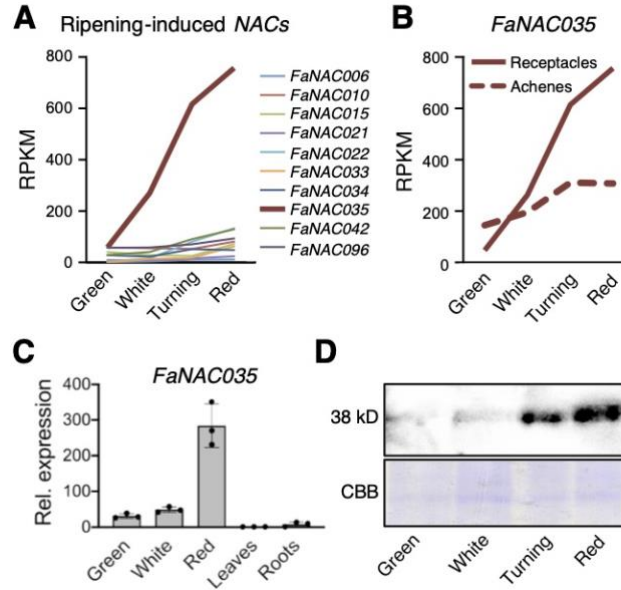 A Ripening-induced NACs
800
600
400
200
0
RPKM
Green
White
Turning
Red
FaNAC006
FaNAC010
FaNAC015
FaNAC021
FaNAC022
FaNAC033
FaNAC034
FaNAC035
FaNAC042
FaNAC096
B FaNAC035
800
600
400
200
0
RPKM
Receptacles
Achenes
Green
White
Turning
Red
C FaNAC035
400
300
200
100
0
Rel. expression
Green
White
Red
Leaves
Roots
D
38 kD
CBB
Green
White
Turning
Red